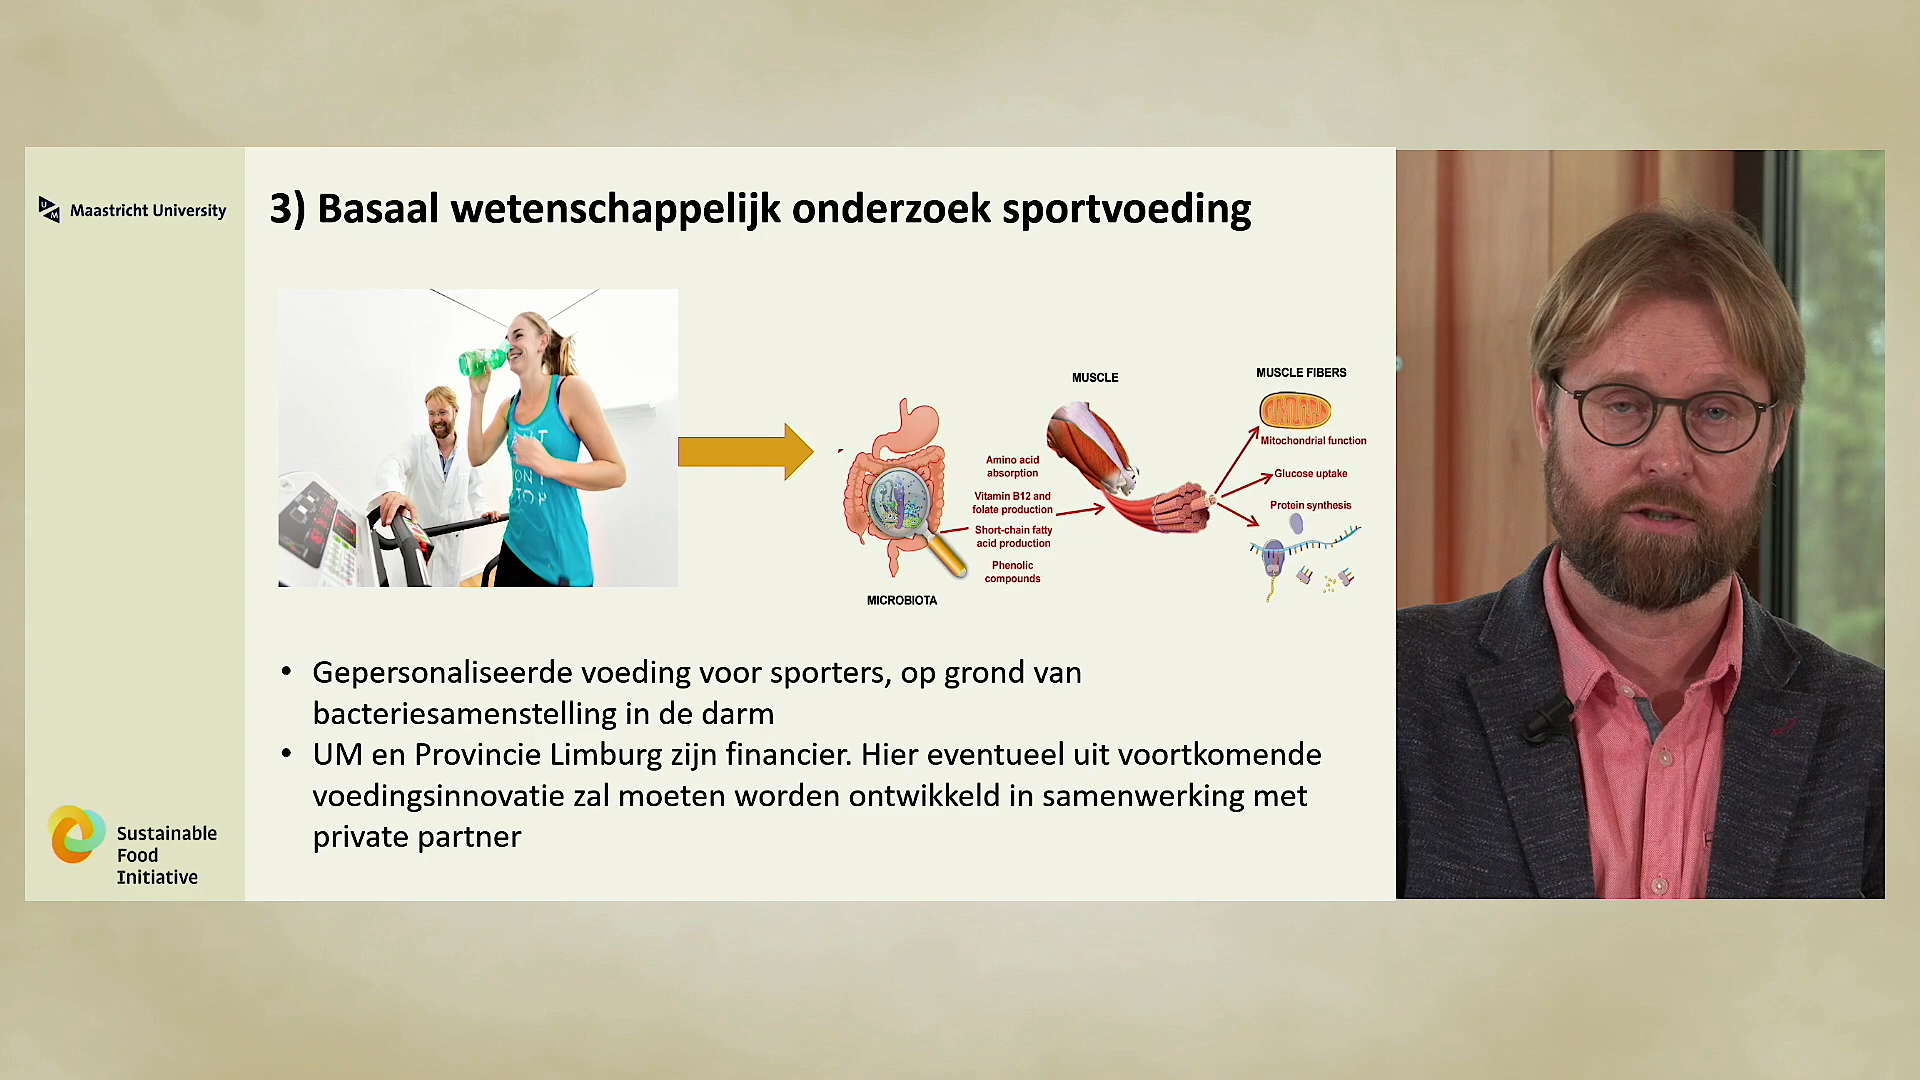 Maastricht University
3) Basaal wetenschappelijk onderzoek sportvoeding
MUSCLE
MUSCLE FIBERS
Mitochondrial function
Amino acid
absorption
Glucose uptake
Vitamin B12 and
folate production
Protein synthesis
Short-chain fatty
acid production
Phenolic
compounds
MICROBIOTA
• Gepersonaliseerde voeding voor sporters, op grond van
bacteriesamenstelling in de darm
• UM en Provincie Limburg zijn financier. Hier eventueel uit voortkomende
voedingsinnovatie zal moeten worden ontwikkeld in samenwerking met
private partner
Sustainable
Food
Initiative